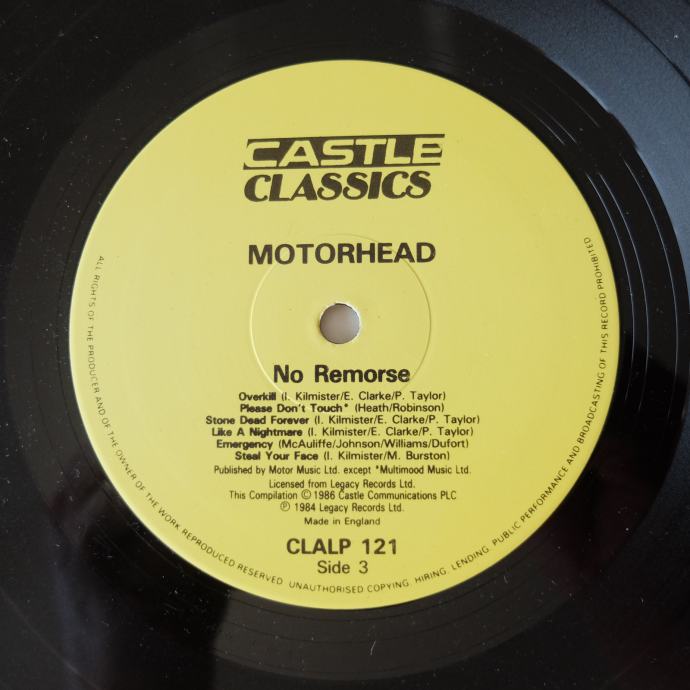 CASTLE
CLASSICS
MOTORHEAD
No Remorse
Overkill (I. Kilmister/E. Clarke/P. Taylor)
Please Don't Touch* (Heath/Robinson)
Stone Dead Forever (I. Kilmister/E. Clarke/P. Taylor)
Like A Nightmare (I. Kilmister/E. Clarke/P. Taylor)
Emergency (McAuliffe/Johnson/Williams/Dufort)
Steal Your Face (I. Kilmister/M. Burston)
Published by Motor Music Ltd. except *Multimood Music Ltd.
Licensed from Legacy Records Ltd.
This Compilation © 1986 Castle Communications PLC
℗ 1984 Legacy Records Ltd.
Made in England
CLALP 121
Side 3
ALL RIGHTS OF THE PRODUCER AND OF THE OWNER OF THE WORK REPRODUCED RESERVED. UNAUTHORISED COPYING, HIRING, LENDING, PUBLIC PERFORMANCE AND BROADCASTING OF THIS RECORD PROHIBITED